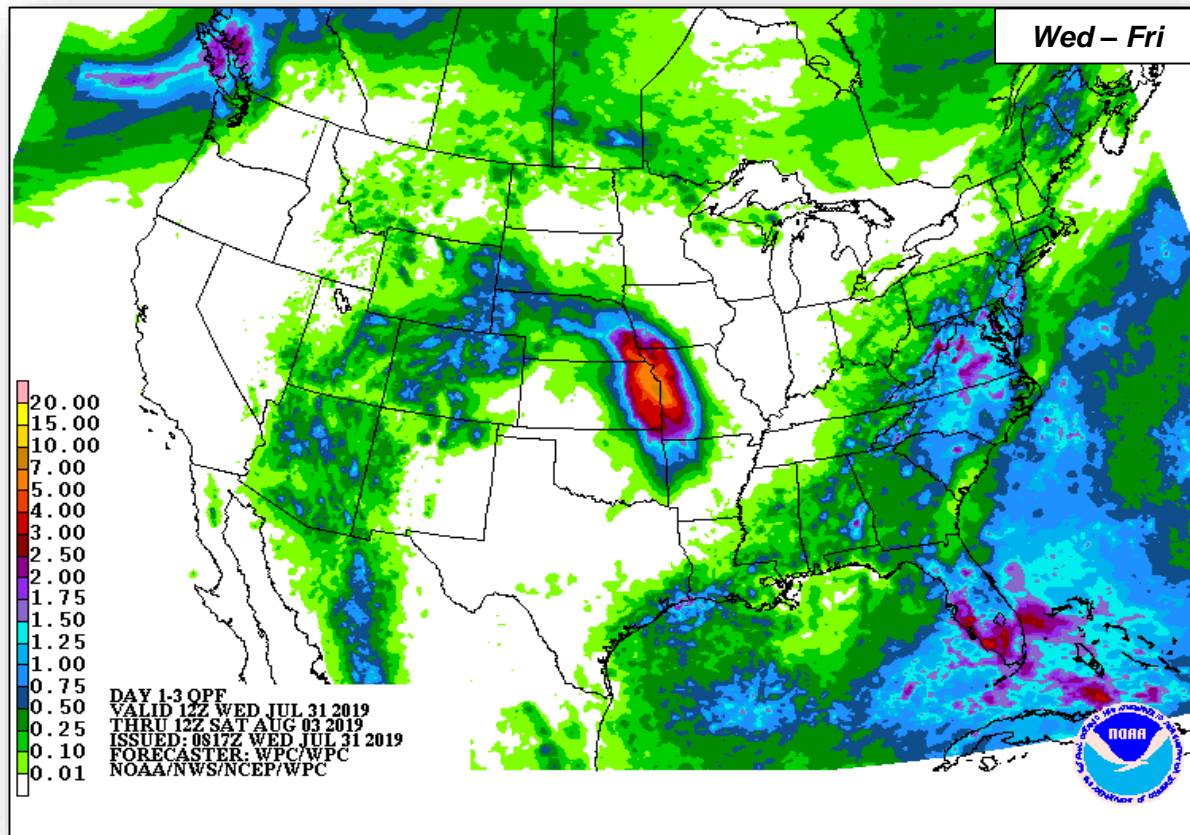 Wed – Fri
20.00
15.00
10.00
7.00
5.00
4.00
3.00
2.50
2.00
1.75
1.50
1.25
1.00
0.75
0.50
0.25
0.10
0.01
DAY 1-3 QPF
VALID 12Z WED JUL 31 2019
THRU 12Z SAT AUG 03 2019
ISSUED: 0817Z WED JUL 31 2019
FORECASTER: WPC/WPC
NOAA/NWS/NCEP/WPC
NOAA